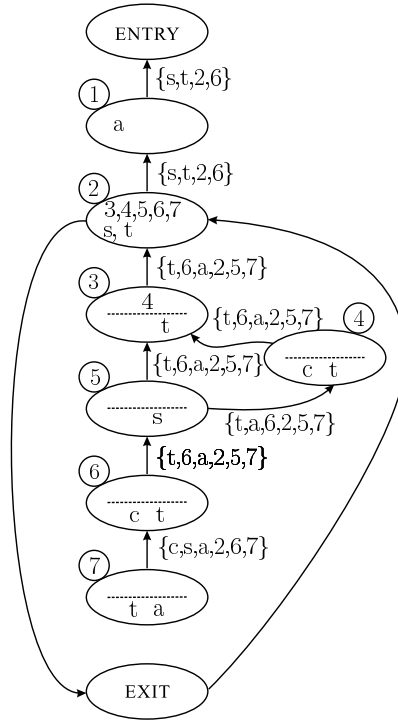 ENTRY
{s,t,2,6}
1
a
{s,t,2,6}
2
3,4,5,6,7
s, t
{t,6,a,2,5,7}
3
4
t
{t,6,a,2,5,7}
4
c t
{t,6,a,2,5,7}
5
s
{t,a,6,2,5,7}
{t,6,a,2,5,7}
6
c t
{c,s,a,2,6,7}
7
t a
EXIT